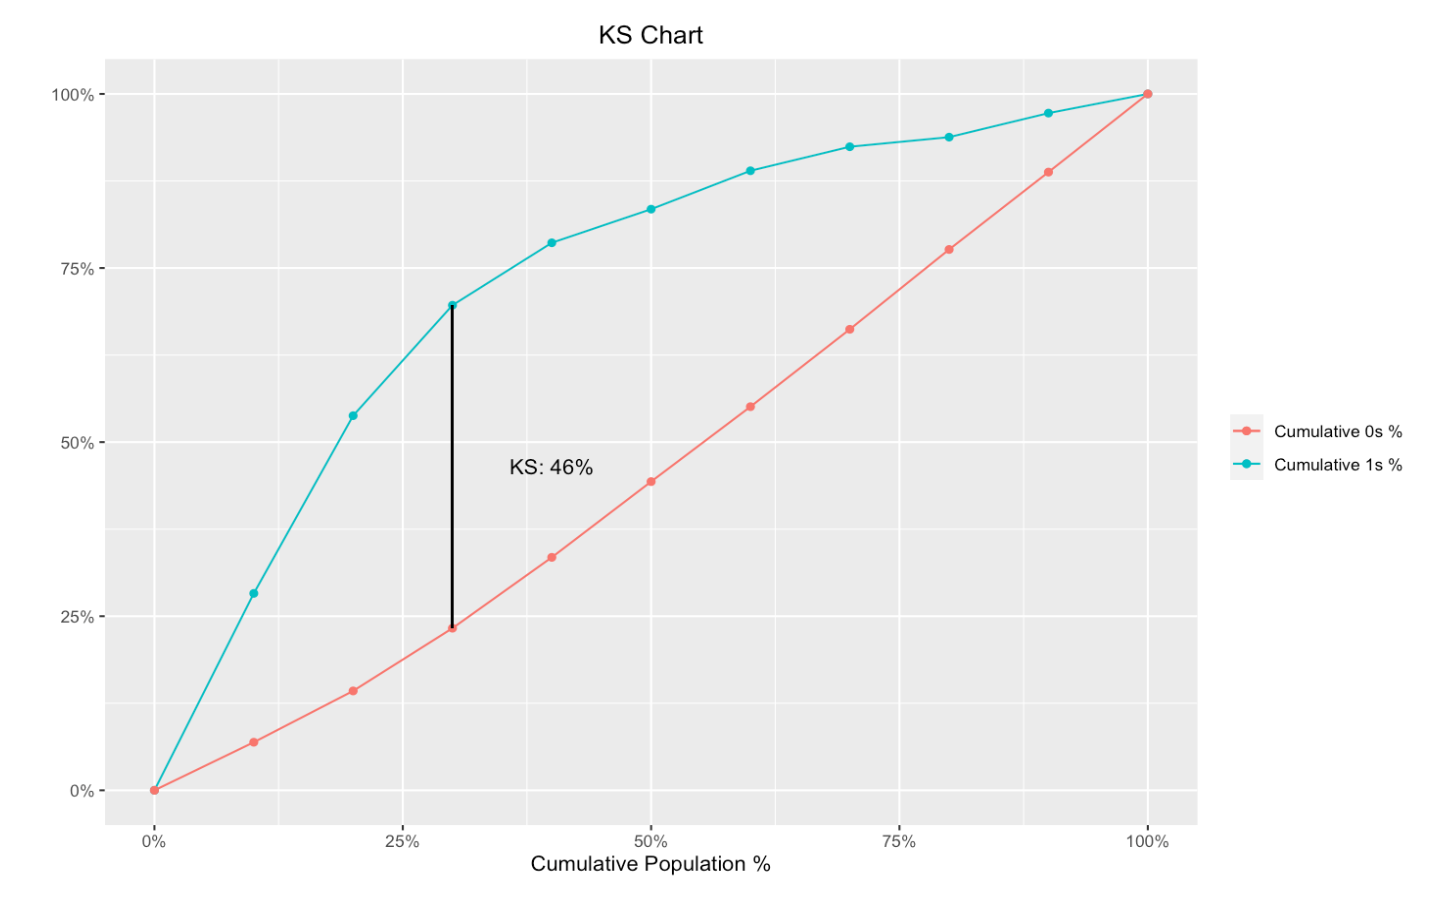 KS Chart
100%
75%
50%
25%
0%
KS: 46%
0%
25%
50%
75%
100%
Cumulative Population %
Cumulative 0s %
Cumulative 1s %